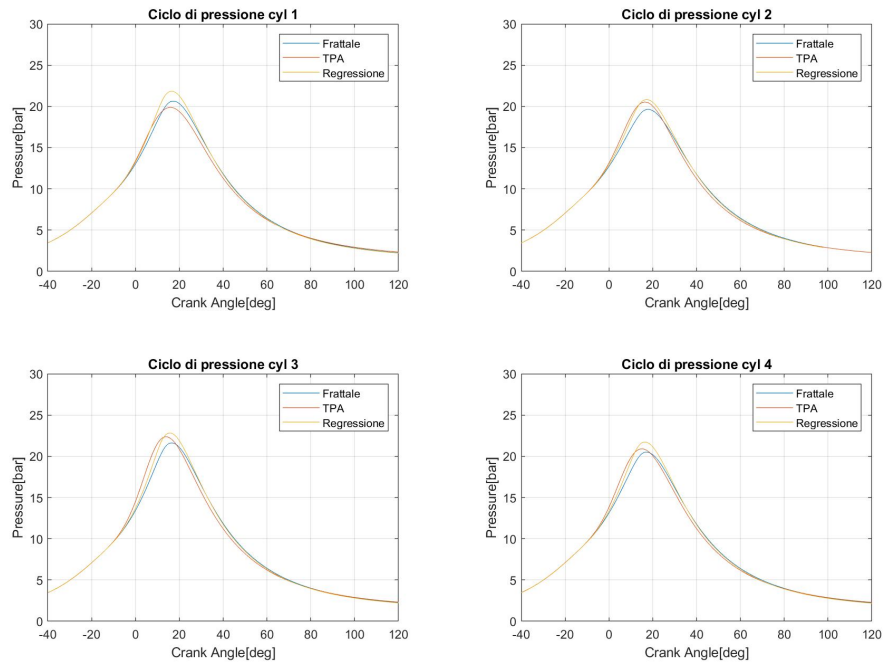 Ciclo di pressione cyl 1
30
25
20
15
10
5
0
Pressure[bar]
-40 -20 0 20 40 60 80 100 120
Crank Angle[deg]
Frattale
TPA
Regressione
Ciclo di pressione cyl 2
30
25
20
15
10
5
0
Pressure[bar]
-40 -20 0 20 40 60 80 100 120
Crank Angle[deg]
Frattale
TPA
Regressione
Ciclo di pressione cyl 3
30
25
20
15
10
5
0
Pressure[bar]
-40 -20 0 20 40 60 80 100 120
Crank Angle[deg]
Frattale
TPA
Regressione
Ciclo di pressione cyl 4
30
25
20
15
10
5
0
Pressure[bar]
-40 -20 0 20 40 60 80 100 120
Crank Angle[deg]
Frattale
TPA
Regressione